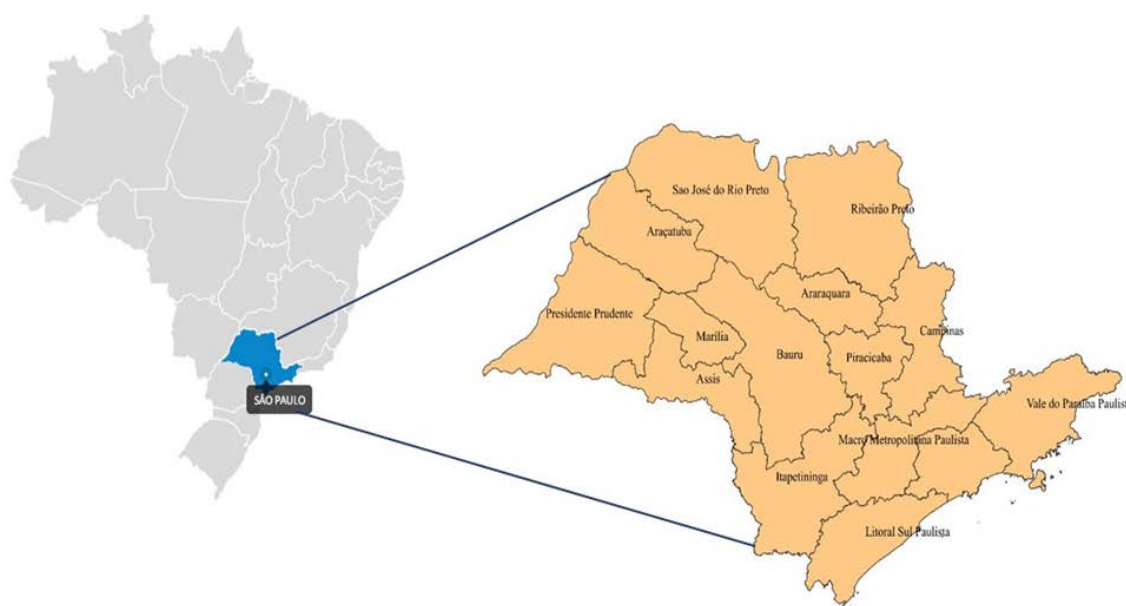 SÃO PAULO
Sao José do Rio Preto
Ribeirão Preto
Araçatuba
Araraquara
Presidente Prudente
Marília
Campinas
Bauru
Piracicaba
Assis
Vale do Paraíba Paulist
Macro Metropolitana Paulista
Itapetininga
Litoral Sul Paulista